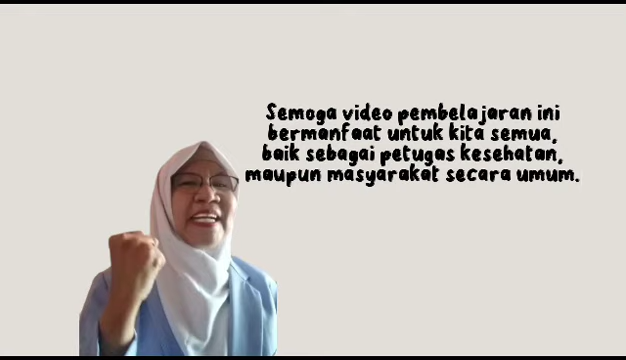 Semoga video pembelajaran ini
bermanfaat untuk kita semua,
baik sebagai petugas kesehatan,
maupun masyarakat secara umum.